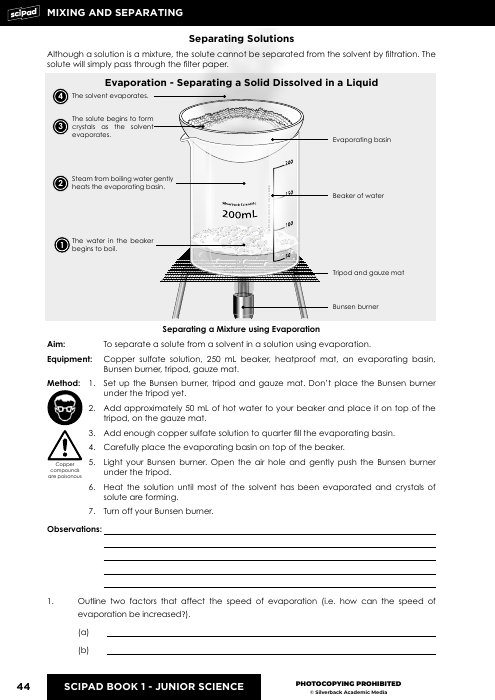 scipad MIXING AND SEPARATING
Separating Solutions
Although a solution is a mixture, the solute cannot be separated from the solvent by filtration. The
solute will simply pass through the filter paper.
Evaporation - Separating a Solid Dissolved in a Liquid
4 The solvent evaporates.
3 The solute begins to form
crystals as the solvent
evaporates.
Evaporating basin
200
2 Steam from boiling water gently
heats the evaporating basin.
150
Beaker of water
200mL
100
1 The water in the beaker
begins to boil.
50
Tripod and gauze mat
Bunsen burner
Separating a Mixture using Evaporation
Aim: To separate a solute from a solvent in a solution using evaporation.
Equipment: Copper sulfate solution, 250 mL beaker, heatproof mat, an evaporating basin,
Bunsen burner, tripod, gauze mat.
Method: 1. Set up the Bunsen burner, tripod and gauze mat. Don't place the Bunsen burner
under the tripod yet.
2. Add approximately 50 mL of hot water to your beaker and place it on top of the
tripod, on the gauze mat.
3. Add enough copper sulfate solution to quarter fill the evaporating basin.
4. Carefully place the evaporating basin on top of the beaker.
5. Light your Bunsen burner. Open the air hole and gently push the Bunsen burner
under the tripod.
6. Heat the solution until most of the solvent has been evaporated and crystals of
solute are forming.
7. Turn off your Bunsen burner.
Copper
compounds
are poisonous
Observations:
1. Outline two factors that affect the speed of evaporation (i.e. how can the speed of
evaporation be increased?).
(a)
(b)
44 SCIPAD BOOK 1 - JUNIOR SCIENCE
PHOTOCOPYING PROHIBITED
© Silverback Academic Media